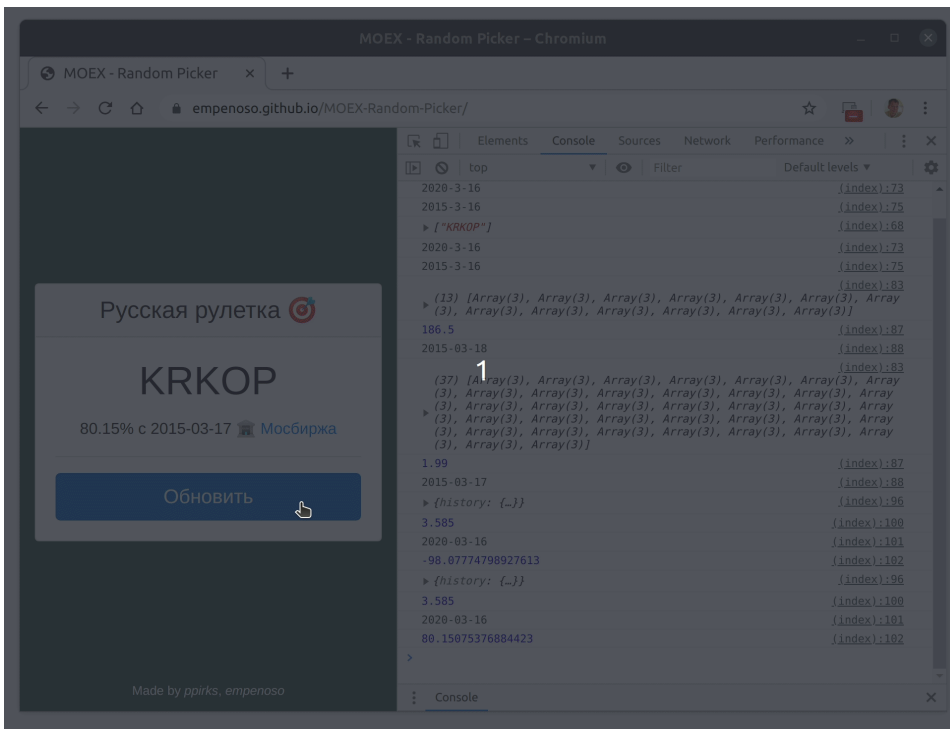 MOEX - Random Picker – Chromium
MOEX - Random Picker
empenoso.github.io/MOEX-Random-Picker/
Elements Console Sources Network Performance »
top Filter Default levels ▼
2020-3-16 (index):73
2015-3-16 (index):75
["KRKOP"] (index):68
2020-3-16 (index):73
2015-3-16 (index):75
(index):83
(13) [Array(3), Array(3), Array(3), Array(3), Array(3), Array(3), Array
(3), Array(3), Array(3), Array(3), Array(3), Array(3), Array(3)]
186.5 (index):87
2015-03-18 (index):88
(index):83
(37) [Array(3), Array(3), Array(3), Array(3), Array(3), Array(3), Array
(3), Array(3), Array(3), Array(3), Array(3), Array(3), Array(3), Array
(3), Array(3), Array(3), Array(3), Array(3), Array(3), Array(3), Array
(3), Array(3), Array(3), Array(3), Array(3), Array(3), Array(3), Array
(3), Array(3), Array(3), Array(3), Array(3), Array(3), Array(3), Array
(3), Array(3), Array(3)]
1.99 (index):87
2015-03-17 (index):88
{history: {…}} (index):96
3.585 (index):100
2020-03-16 (index):101
-98.07774798927613 (index):102
{history: {…}} (index):96
3.585 (index):100
2020-03-16 (index):101
80.15075376884423 (index):102
Console
Русская рулетка
KRKOP
80.15% с 2015-03-17 Мосбиржа
Обновить
Made by ppirks, empenoso
1